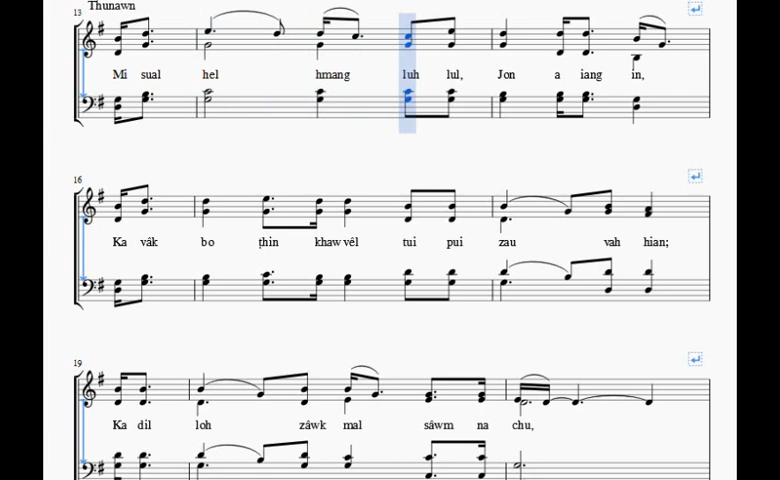 Thunawn
13
Mi sual hel hmang luh lul, Jon a iang in,
16
Ka vâk bo ṭhin khaw vêl tui pui zau vah hian;
19
Ka dil loh zâwk mal sâwm na chu,